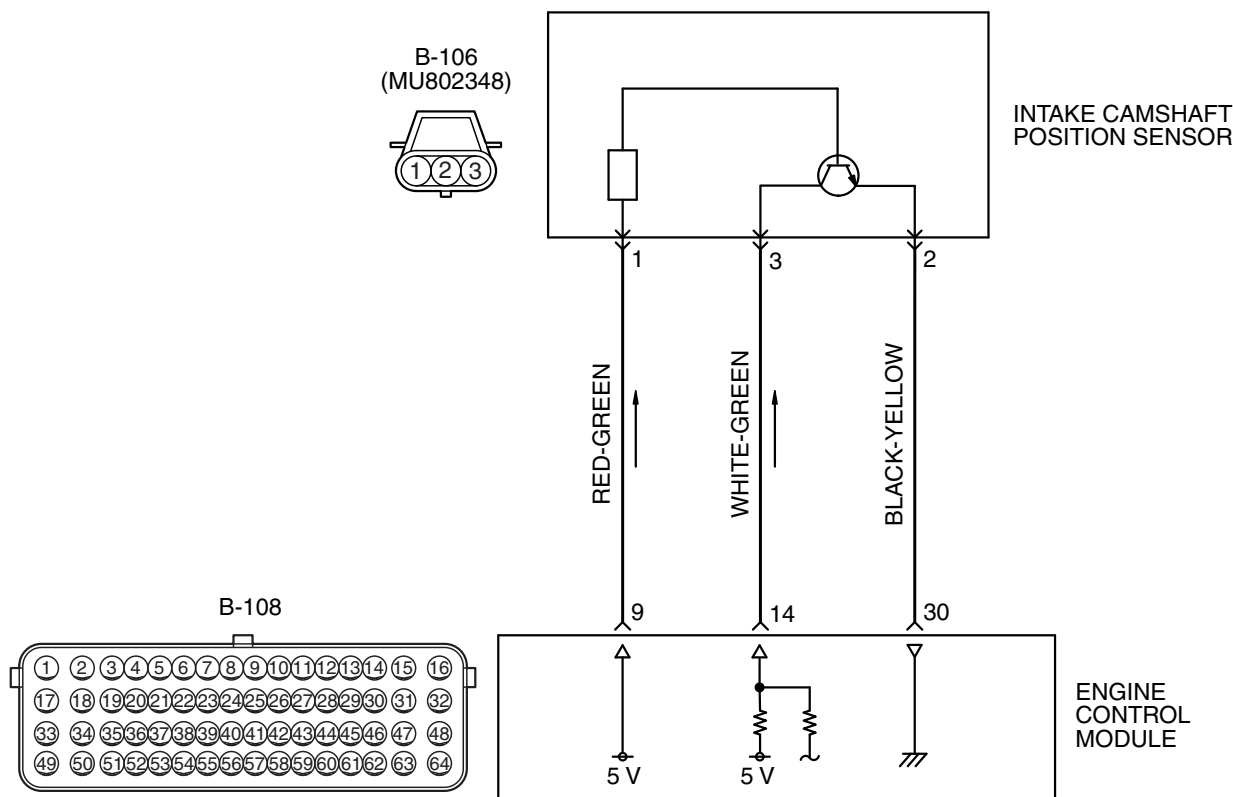 B-106
(MU802348)
1 2 3
INTAKE CAMSHAFT
POSITION SENSOR
1 3 2
RED-GREEN
WHITE-GREEN
BLACK-YELLOW
B-108
9 14 30
1 2 3 4 5 6 7 8 9 10 11 12 13 14 15 16
17 18 19 20 21 22 23 24 25 26 27 28 29 30 31 32
33 34 35 36 37 38 39 40 41 42 43 44 45 46 47 48
49 50 51 52 53 54 55 56 57 58 59 60 61 62 63 64
5 V 5 V
ENGINE
CONTROL
MODULE